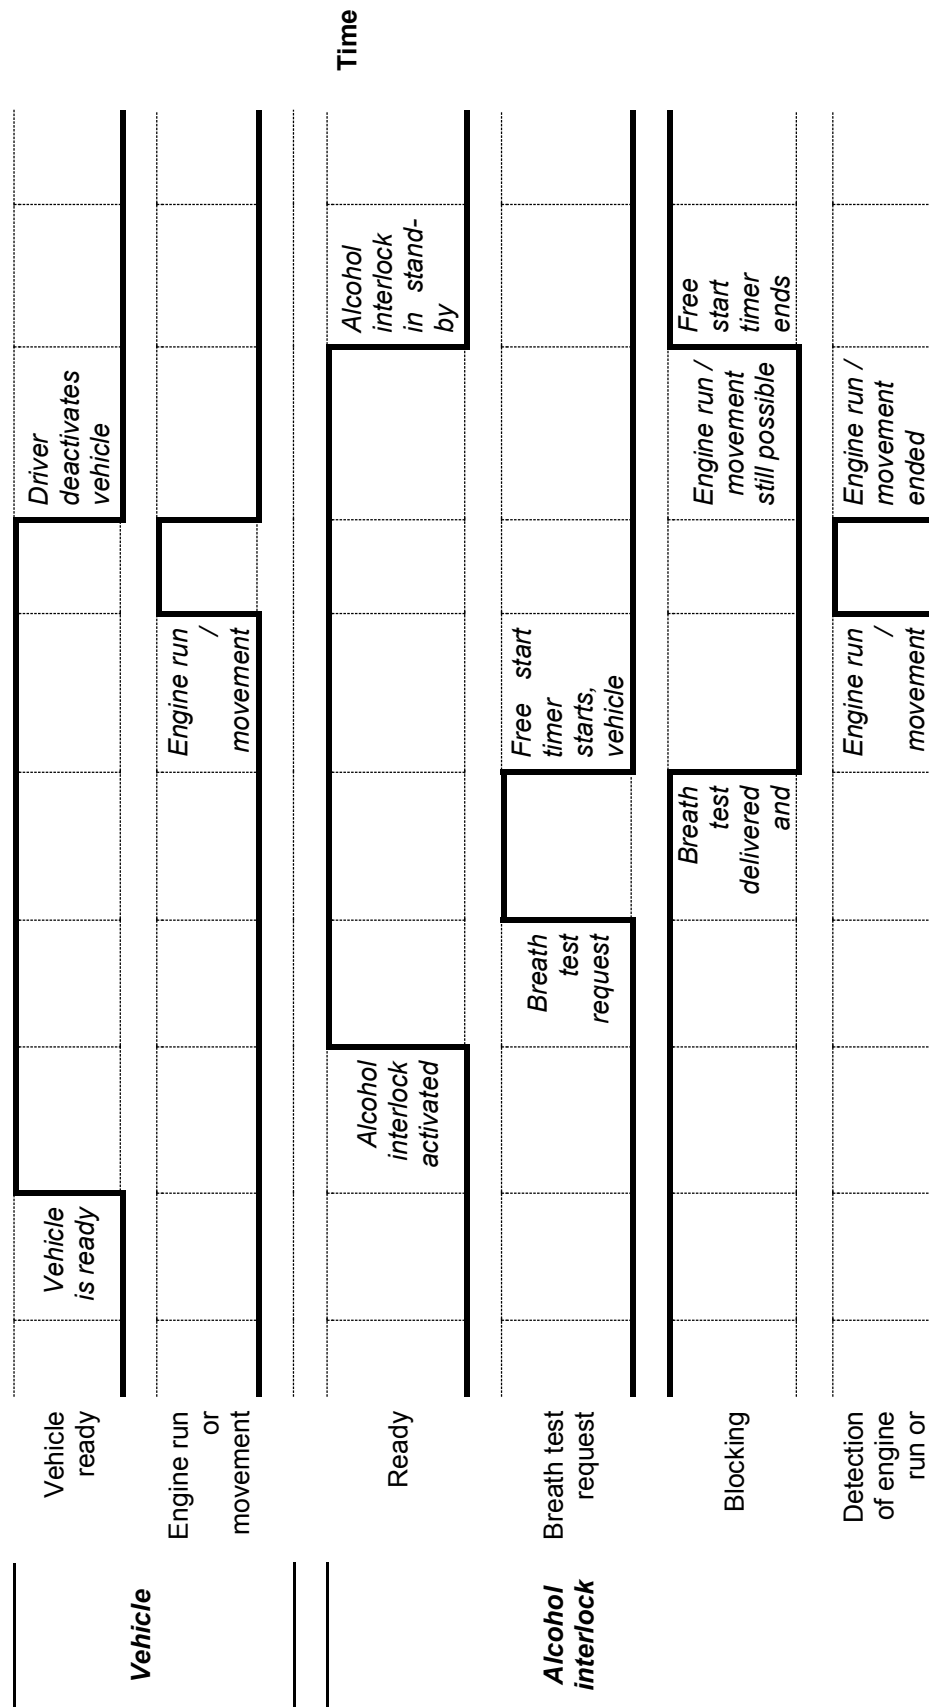 Vehicle
Vehicle
ready
Vehicle
is ready
Driver
deactivates
vehicle
Engine run
or
movement
Engine run
/
movement
Time
Alcohol
interlock
Ready
Alcohol
interlock
activated
Alcohol
interlock
in stand-
by
Breath test
request
Breath
test
request
Free start
timer
starts,
vehicle
Blocking
Breath
test
delivered
and
Engine run /
movement
still possible
Free
start
timer
ends
Detection
of engine
run or
Engine run
/
movement
Engine run /
movement
ended